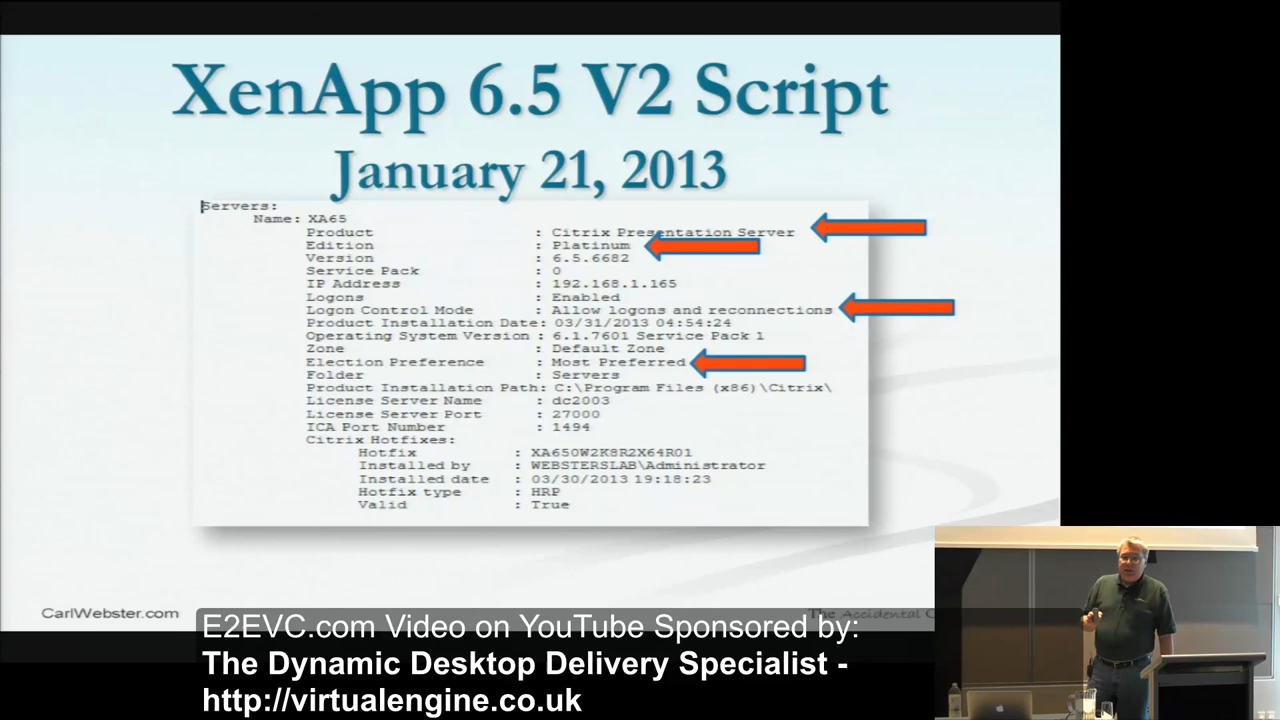 XenApp 6.5 V2 Script
January 21, 2013
Servers:
Name: XA65
Product : Citrix Presentation Server
Edition : Platinum
Version : 6.5.6682
Service Pack : 0
IP Address : 192.168.1.165
Logons : Enabled
Logon Control Mode : Allow logons and reconnections
Product Installation Date: 03/31/2013 04:54:24
Operating System Version : 6.1.7601 Service Pack 1
Zone : Default Zone
Election Preference : Most Preferred
Folder : Servers
Product Installation Path: C:\Program Files (x86)\Citrix\
License Server Name : dc2003
License Server Port : 27000
ICA Port Number : 1494
Citrix Hotfixes:
Hotfix : XA650W2K8R2X64R01
Installed by : WEBSTERSLAB\Administrator
Installed date : 03/30/2013 19:18:23
Hotfix type : HRP
Valid : True
CarlWebster.com
The Accidental C
E2EVC.com Video on YouTube Sponsored by:
The Dynamic Desktop Delivery Specialist -
http://virtualengine.co.uk